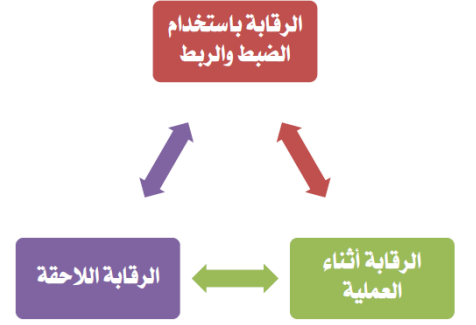 الرقابة باستخدام
الضبط والربط
الرقابة أثناء
العملية
الرقابة اللاحقة